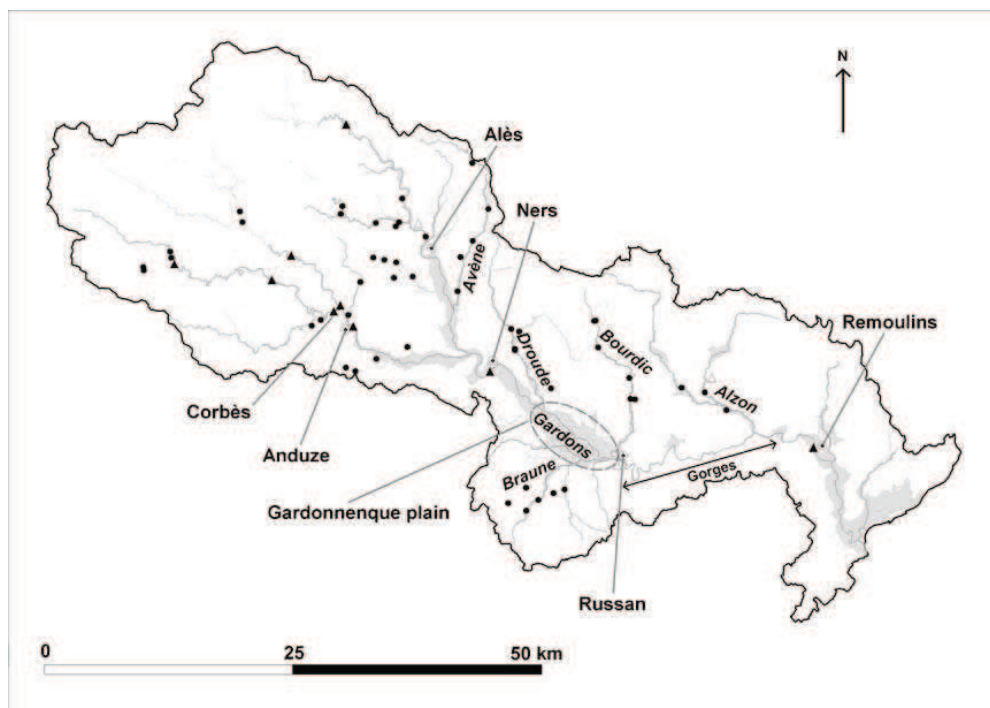 N
Alès
Ners
Avène
Remoulins
Droude
Bourdic
Alzon
Corbès
Anduze
Gardons
Gorges
Braune
Gardonnenque plain
Russan
0
25
50 km